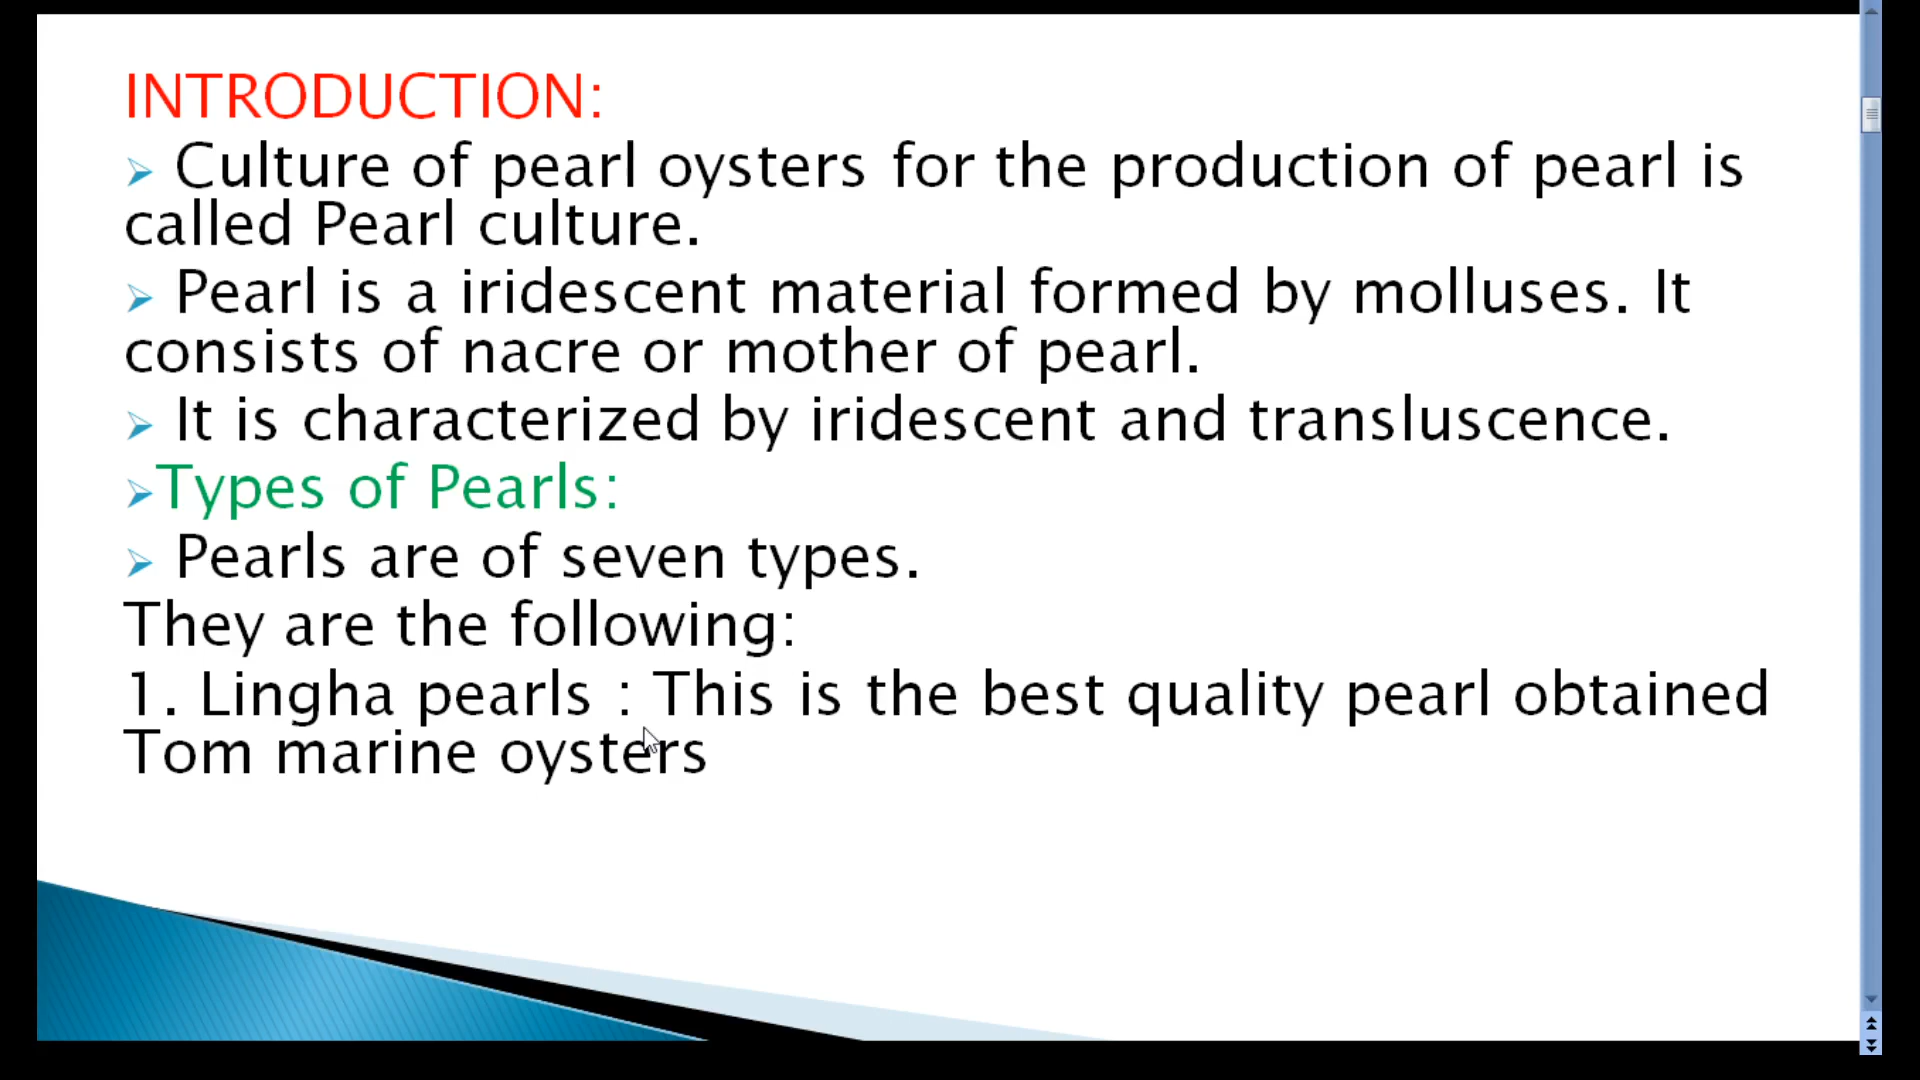 INTRODUCTION:
➢ Culture of pearl oysters for the production of pearl is
called Pearl culture.
➢ Pearl is a iridescent material formed by molluses. It
consists of nacre or mother of pearl.
➢ It is characterized by iridescent and transluscence.
➢Types of Pearls:
➢ Pearls are of seven types.
They are the following:
1. Lingha pearls : This is the best quality pearl obtained
Tom marine oysters